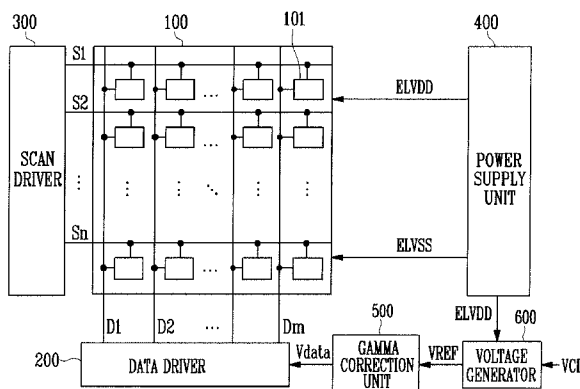 300
100
101
400
S1
S2
Sn
SCAN
DRIVER
ELVDD
POWER
SUPPLY
UNIT
ELVSS
D1 D2 ... Dm
ELVDD
200
DATA DRIVER
Vdata
500
GAMMA
CORRECTION
UNIT
VREF
600
VOLTAGE
GENERATOR